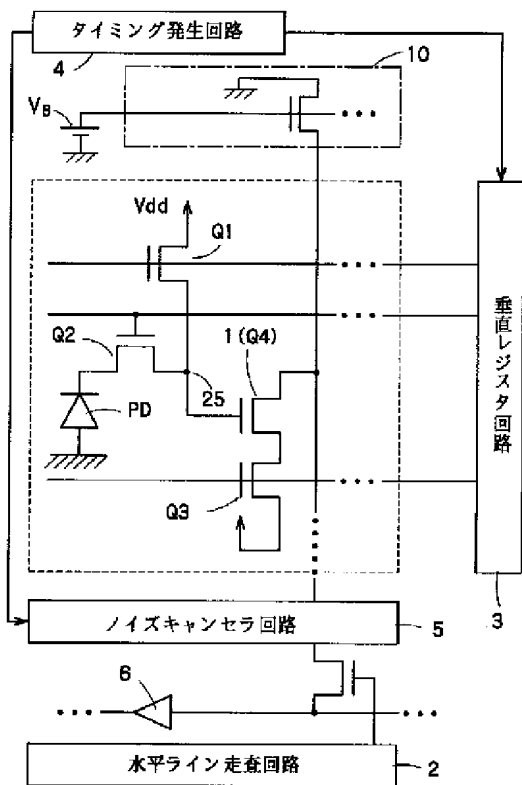 タイミング発生回路
4
10
VB
Vdd
Q1
Q2
1(Q4)
25
PD
Q3
垂直レジスタ回路
3
ノイズキャンセラ回路
5
6
水平ライン走査回路
2